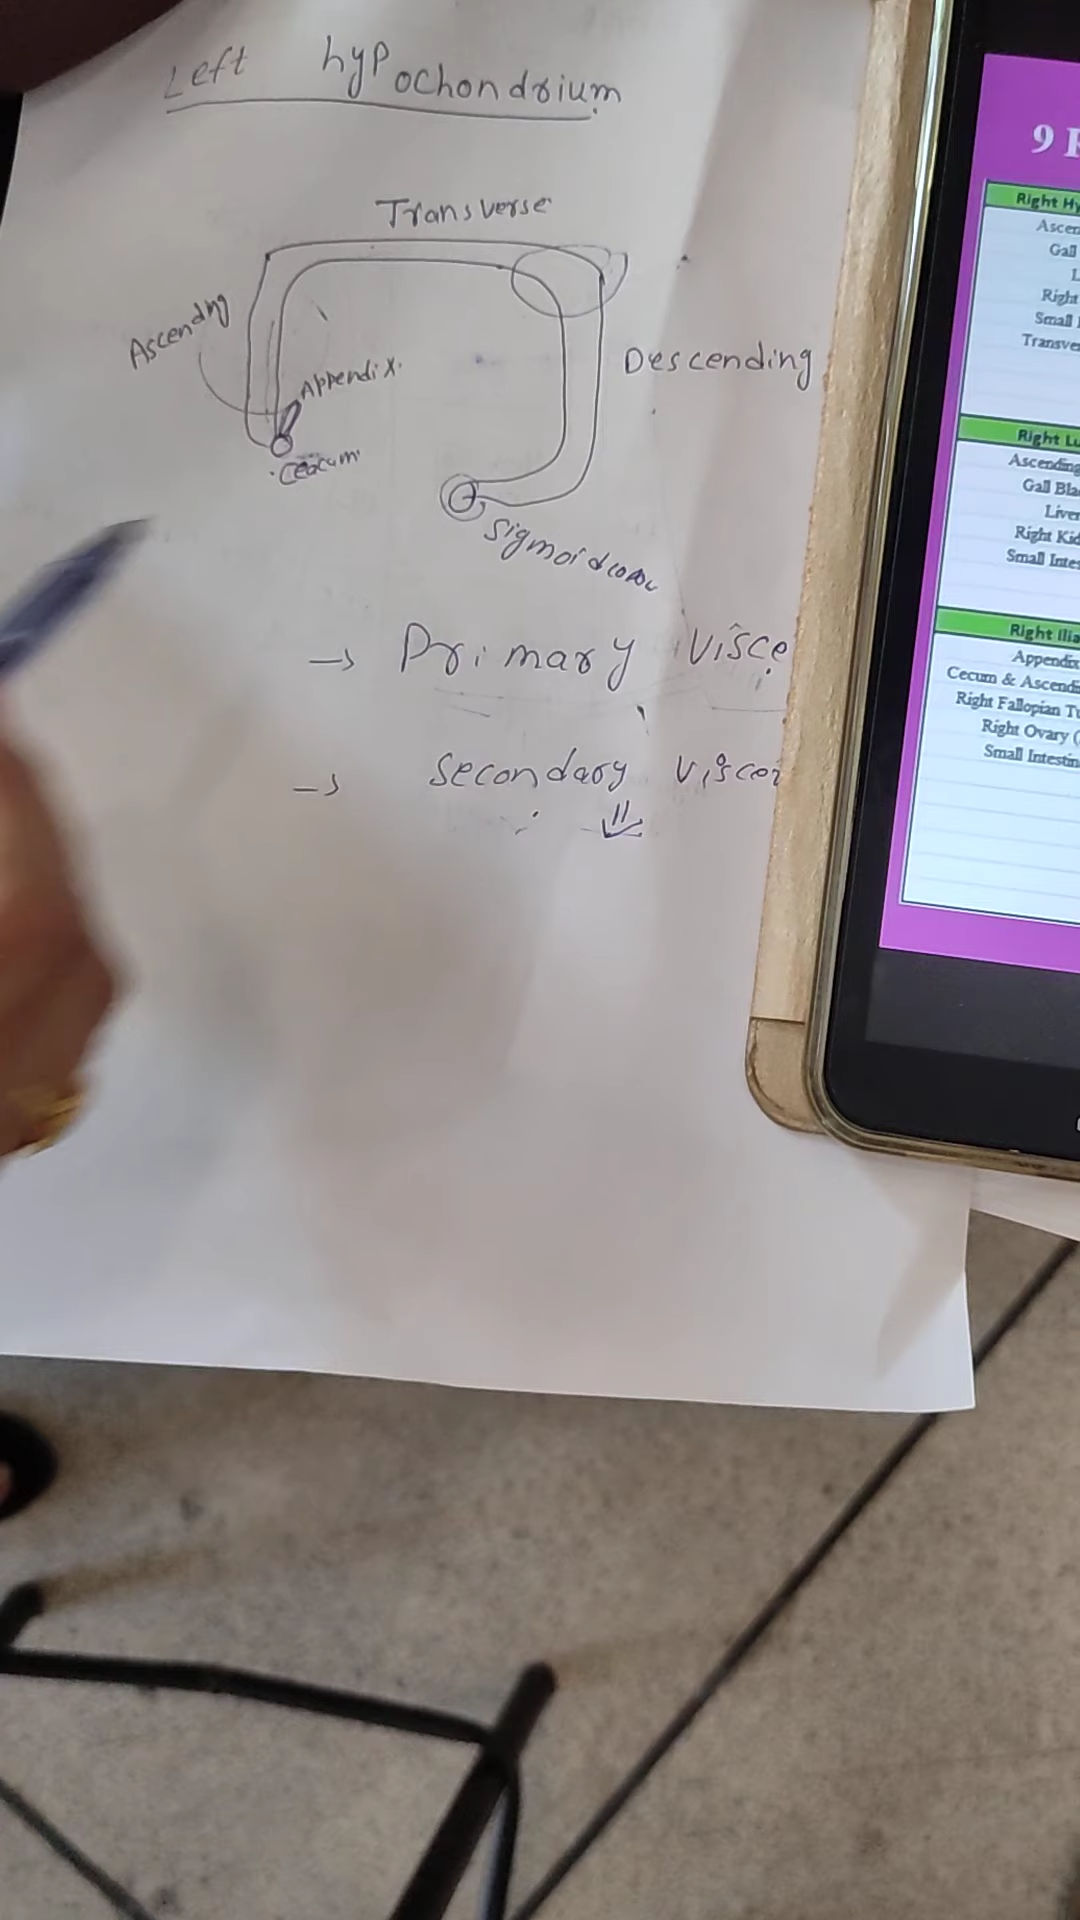 Left hypochondrium
Transverse
Ascending
Appendix
Descending
Ceacum
Sigmoid
→ Primary Visce
→ Secondary Viscer
9
Right Hy
Ascen
Gall
L
Right
Small
Transve
Right Lu
Ascending
Gall Bla
Liver
Right Kid
Small Intes
Right Ilia
Appendix
Cecum & Ascendi
Right Fallopian Tu
Right Ovary (
Small Intestin